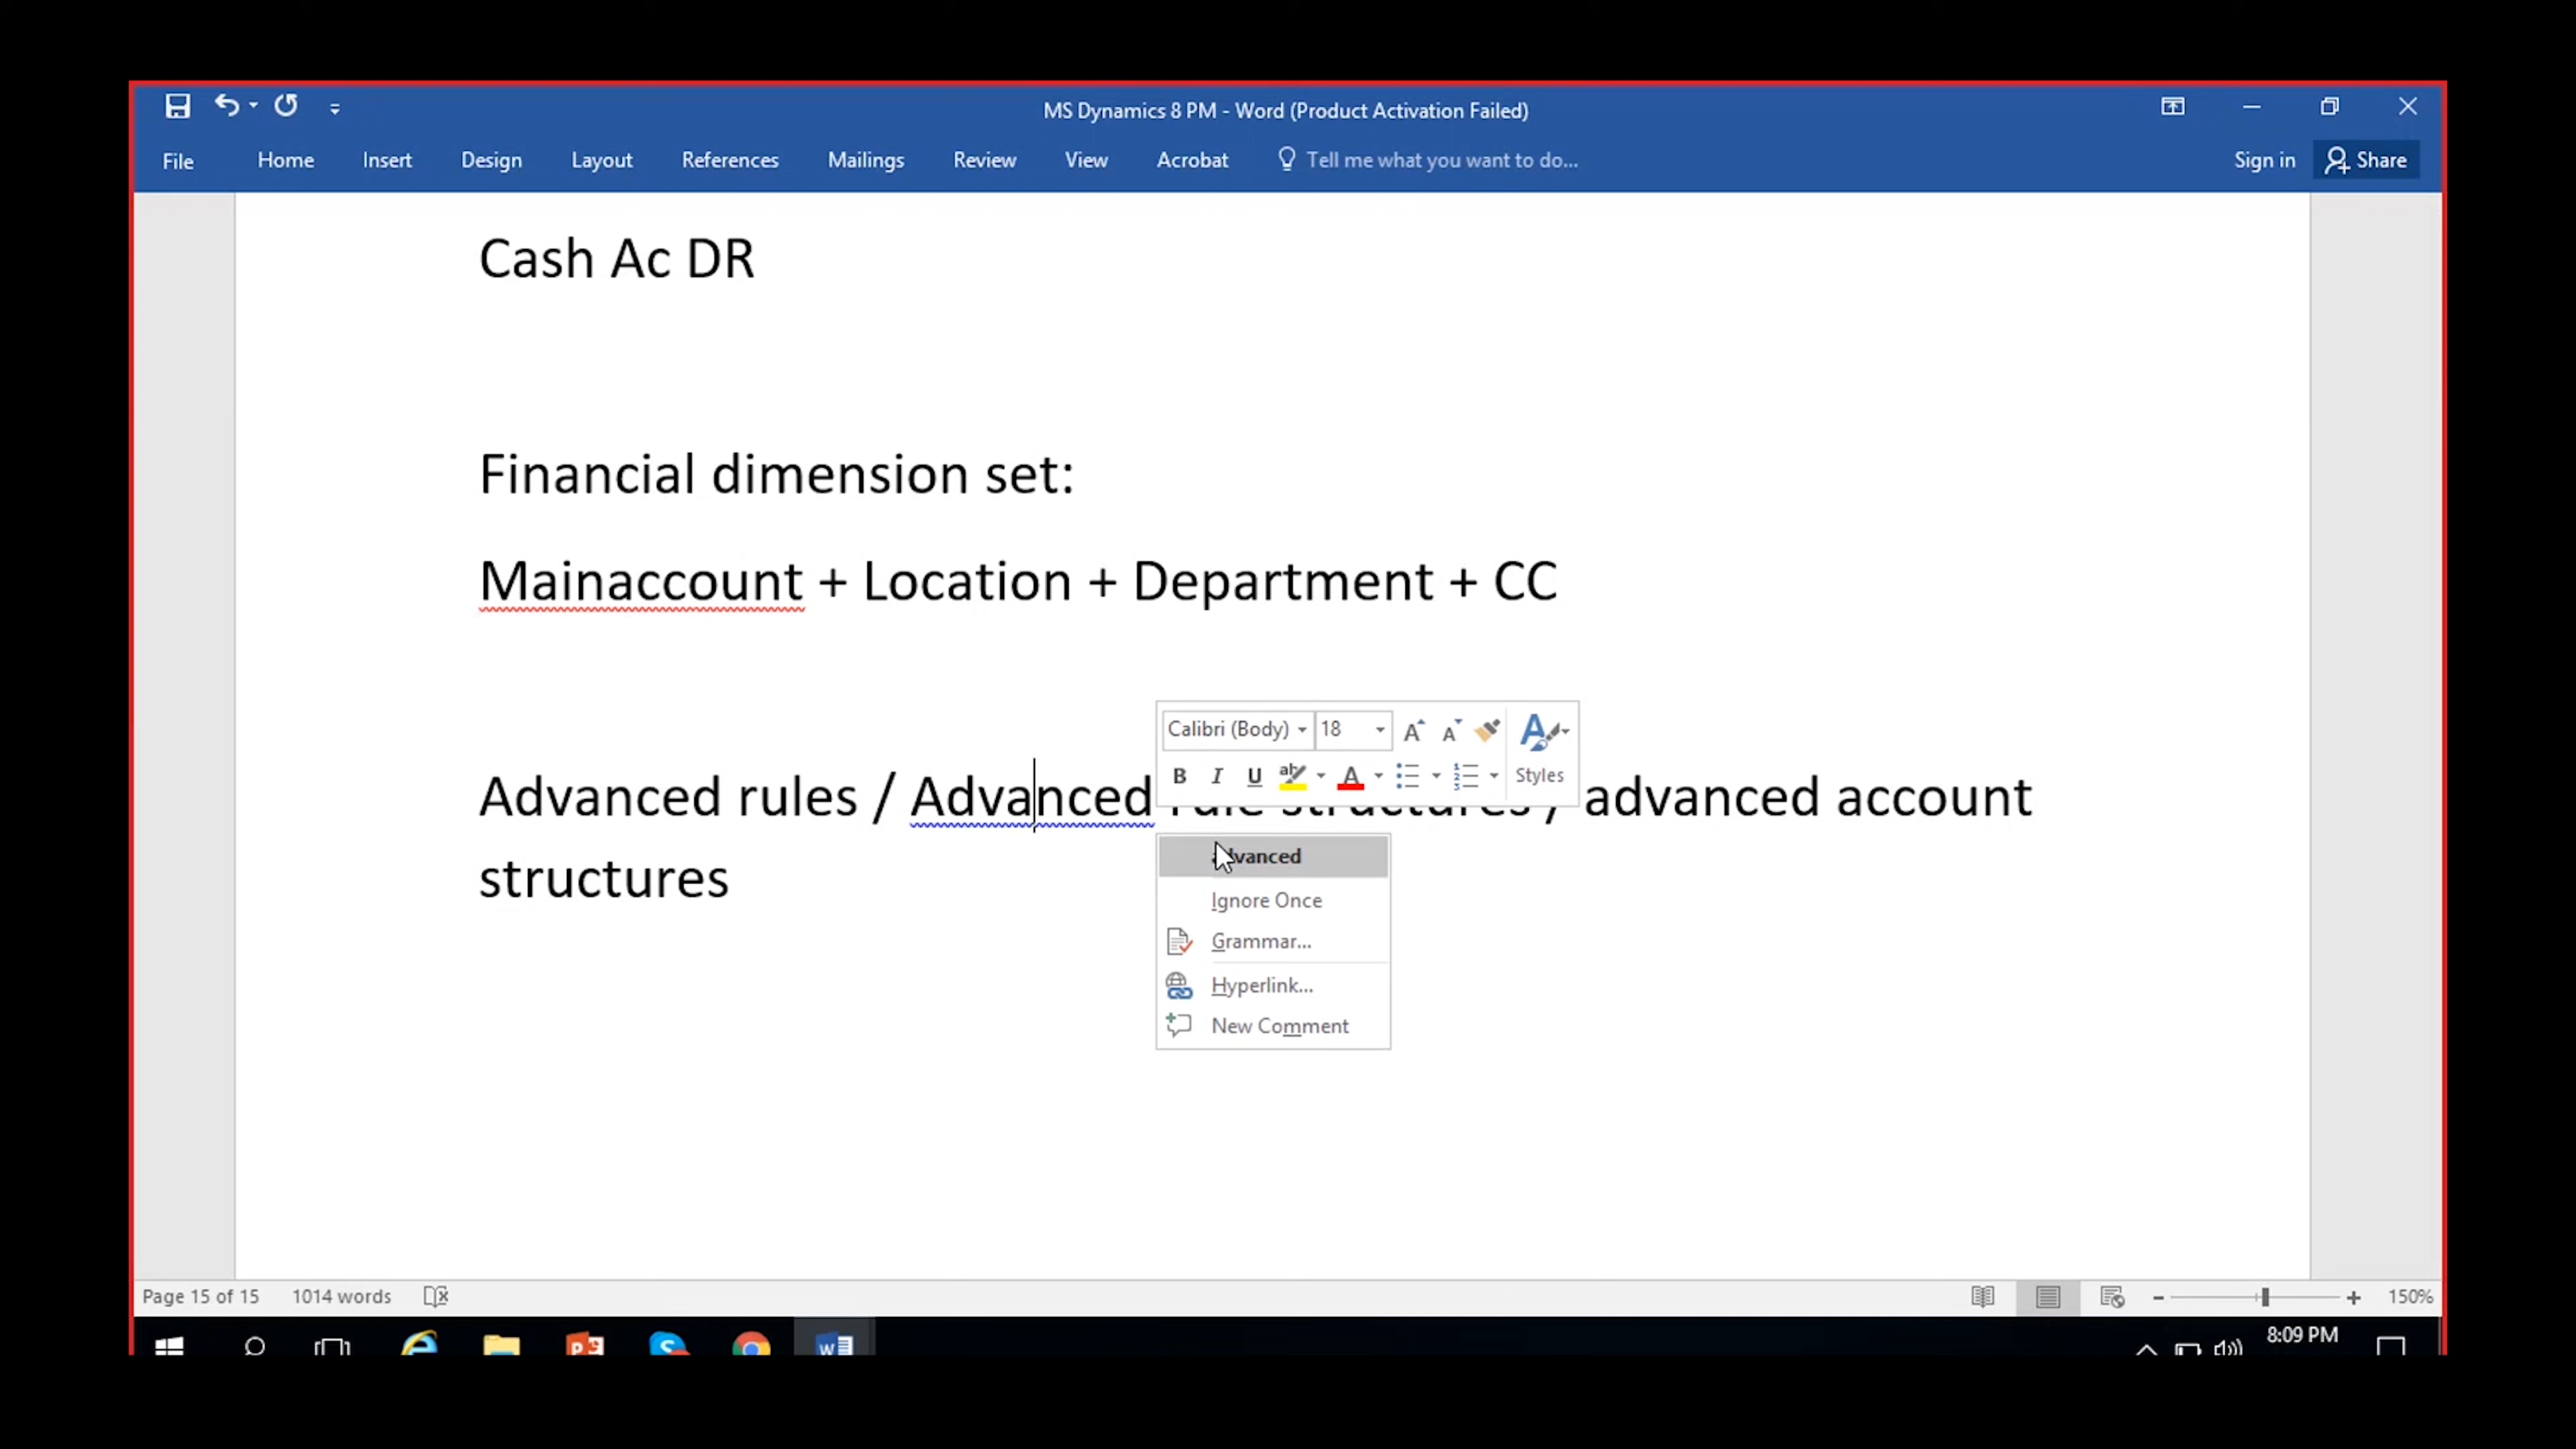 MS Dynamics 8 PM - Word (Product Activation Failed)
File Home Insert Design Layout References Mailings Review View Acrobat Tell me what you want to do... Sign in Share
Cash Ac DR
Financial dimension set:
Mainaccount + Location + Department + CC
Calibri (Body) 18
B I U Styles
Advanced rules / Advanced rule structures / advanced account
structures
advanced
Ignore Once
Grammar...
Hyperlink...
New Comment
Page 15 of 15 1014 words 150%
8:09 PM